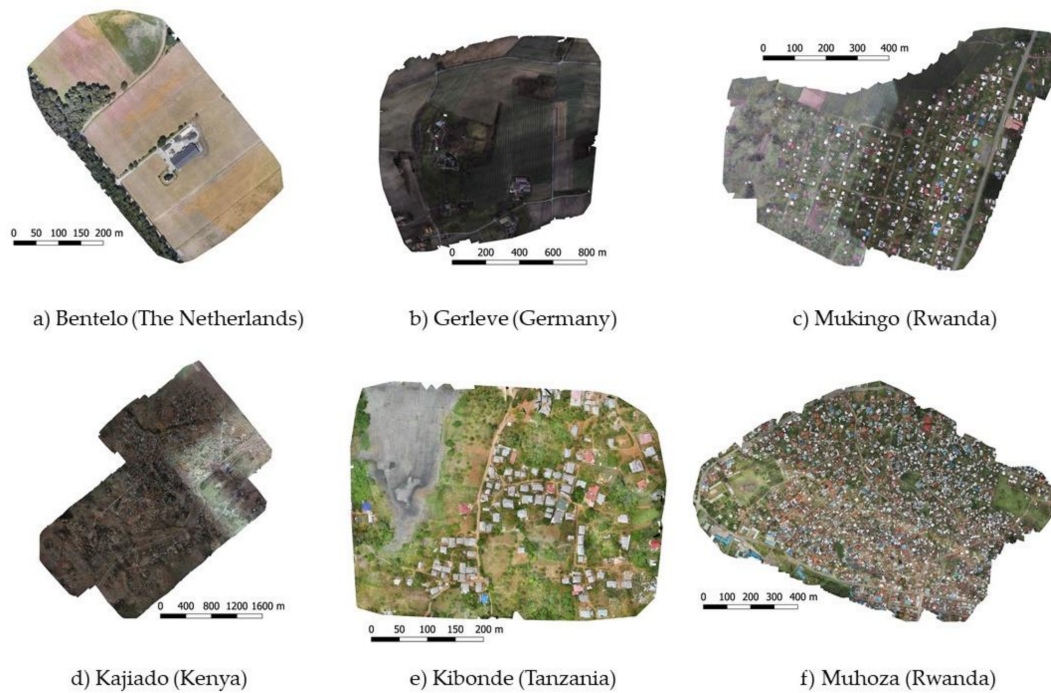 0 100 200 300 400 m
0 50 100 150 200 m
0 200 400 600 800 m
a) Bentelo (The Netherlands)
b) Gerleve (Germany)
c) Mukingo (Rwanda)
0 400 800 1200 1600 m
0 50 100 150 200 m
0 100 200 300 400 m
d) Kajiado (Kenya)
e) Kibonde (Tanzania)
f) Muhoza (Rwanda)